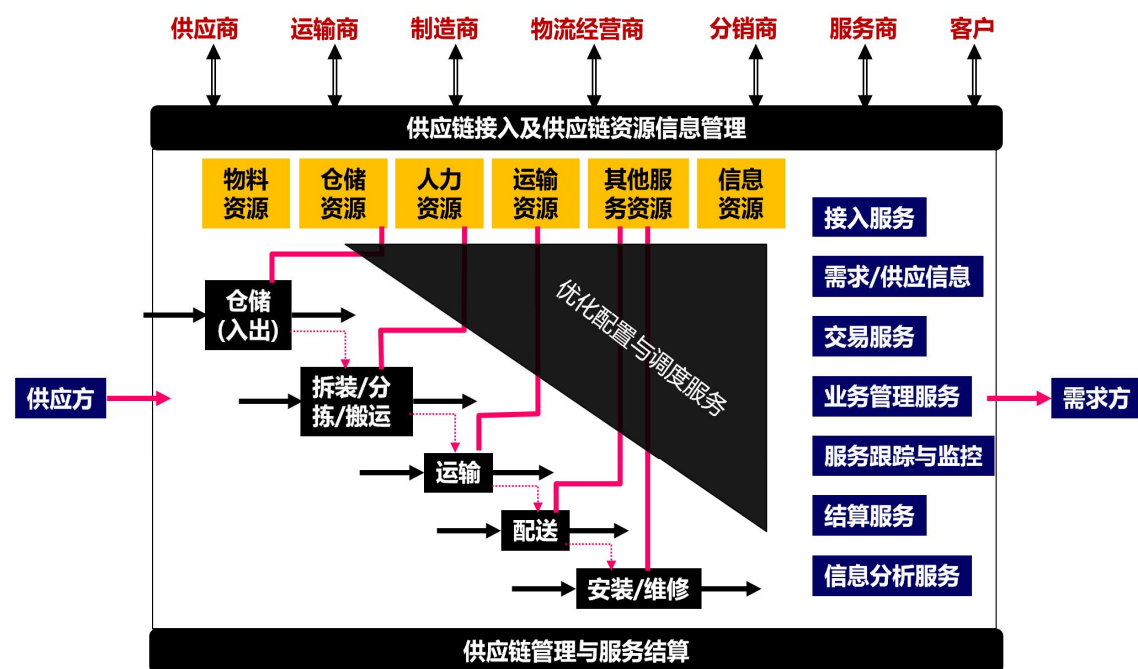 供应商 运输商 制造商 物流经营商 分销商 服务商 客户
供应链接入及供应链资源信息管理
物料
资源
仓储
资源
人力
资源
运输
资源
其他服
务资源
信息
资源
接入服务
需求/供应信息
交易服务
业务管理服务
服务跟踪与监控
结算服务
信息分析服务
优化配置与调度服务
仓储
(入出)
拆装/分
拣/搬运
运输
配送
安装/维修
供应方
需求方
供应链管理与服务结算